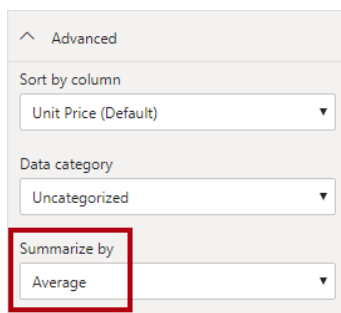 Advanced
Sort by column
Unit Price (Default)
Data category
Uncategorized
Summarize by
Average